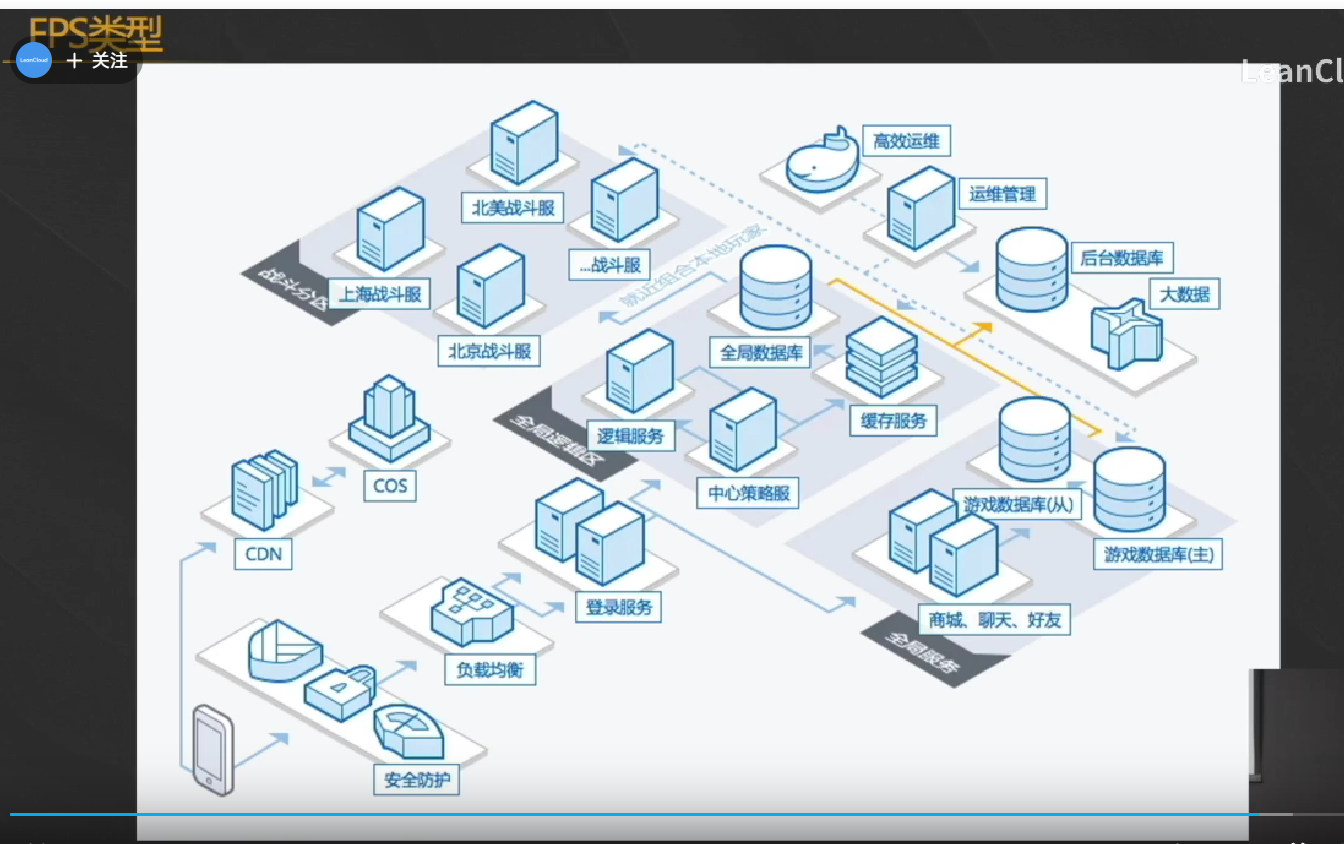 FPS类型
LeanCloud
+ 关注
LeanCl
高效运维
北美战斗服
运维管理
...战斗服
就近组合本地玩家
后台数据库
战斗分区
上海战斗服
大数据
北京战斗服
全局数据库
缓存服务
全局逻辑区
逻辑服务
COS
中心策略服
游戏数据库(从)
CDN
游戏数据库(主)
登录服务
商城、聊天、好友
全局服务
负载均衡
安全防护